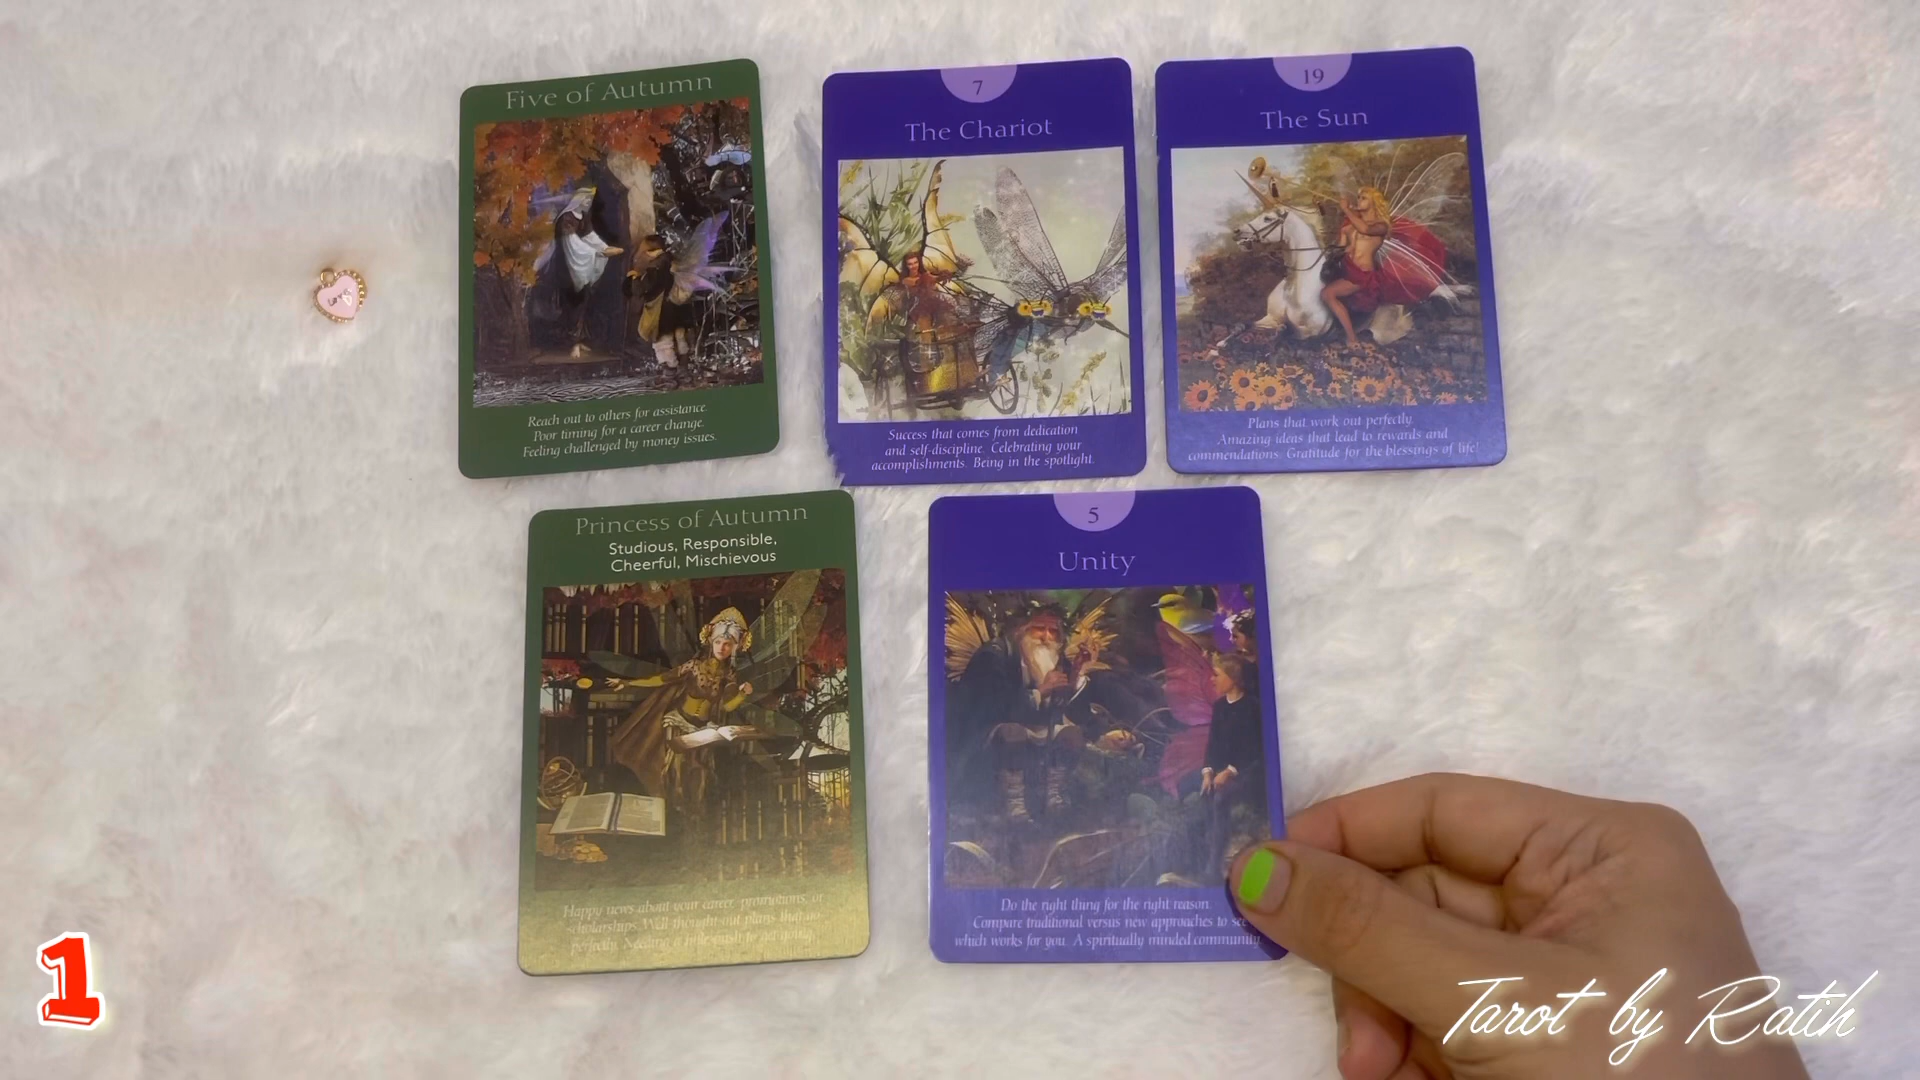 Five of Autumn
Reach out to others for assistance.
Poor timing for a career change.
Feeling challenged by money issues.
7
The Chariot
Success that comes from dedication
and self-discipline. Celebrating your
accomplishments. Being in the spotlight.
19
The Sun
Plans that work out perfectly.
Amazing ideas that lead to rewards and
commendations. Gratitude for the blessings of life!
Princess of Autumn
Studious, Responsible,
Cheerful, Mischievous
Happy news about your career, promotions, or
scholarships. Well-thought-out plans that go
perfectly. Needing a little push to get going.
5
Unity
Do the right thing for the right reason.
Compare traditional versus new approaches to see
which works for you. A spiritually minded community.
1
Tarot by Ratih